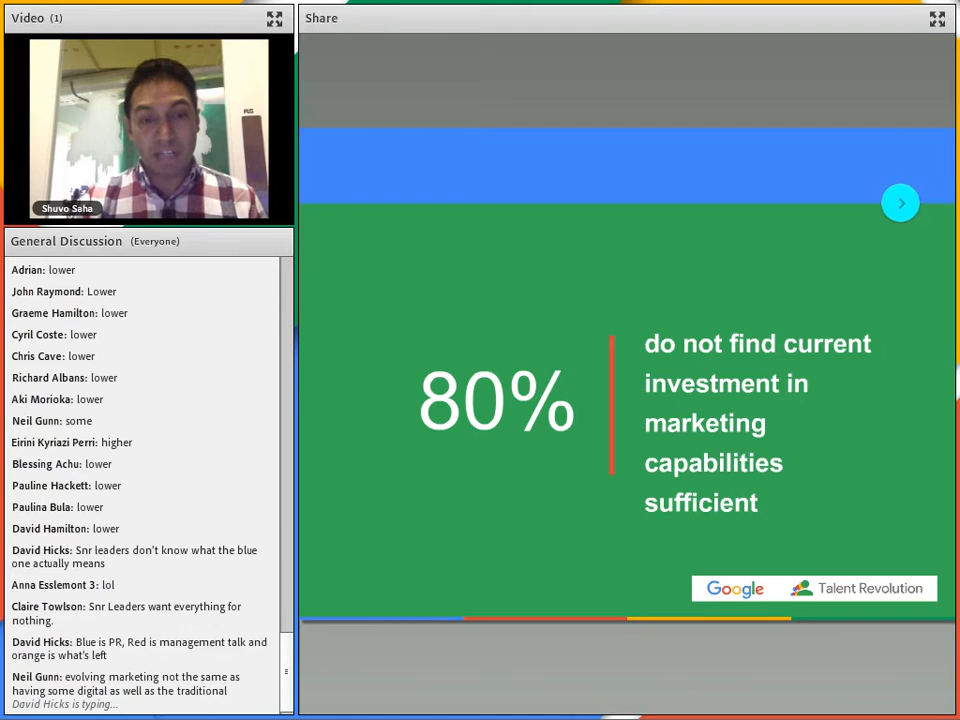 Video (1)
Shuvo Saha
General Discussion (Everyone)
Adrian: lower
John Raymond: Lower
Graeme Hamilton: lower
Cyril Coste: lower
Chris Cave: lower
Richard Albans: lower
Aki Morioka: lower
Neil Gunn: some
Eirini Kyriazi Perri: higher
Blessing Achu: lower
Pauline Hackett: lower
Paulina Bula: lower
David Hamilton: lower
David Hicks: Snr leaders don't know what the blue
one actually means
Anna Esslemont 3: lol
Claire Towlson: Snr Leaders want everything for
nothing.
David Hicks: Blue is PR, Red is management talk and
orange is what's left
Neil Gunn: evolving marketing not the same as
having some digital as well as the traditional
David Hicks is typing...
Share
80%
do not find current
investment in
marketing
capabilities
sufficient
Google Talent Revolution